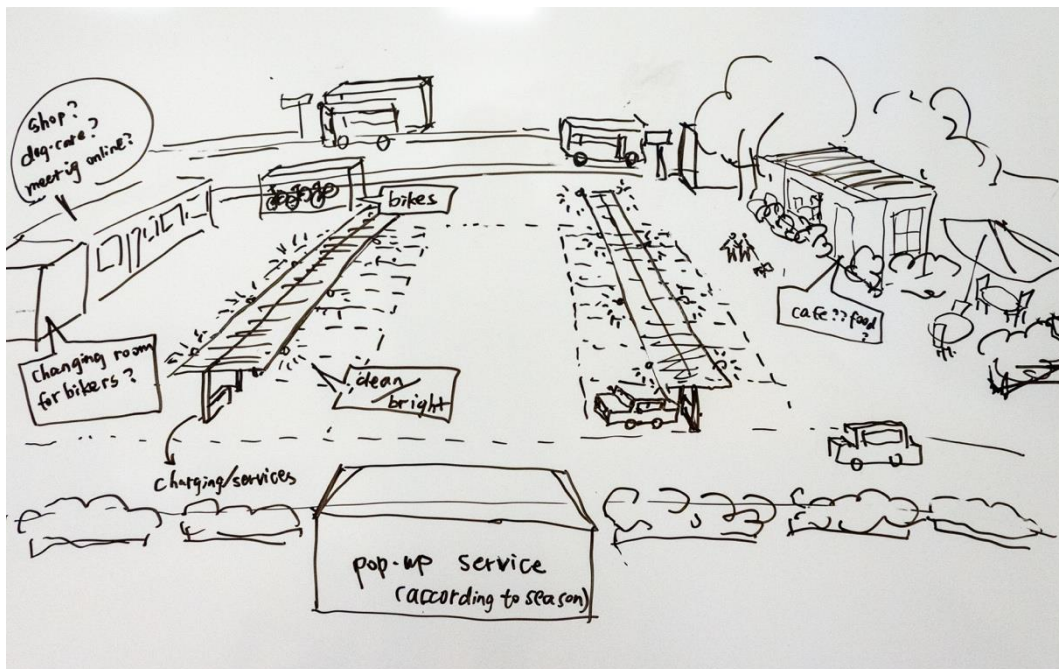 shop?
dog-care?
meetig online?
bikes
changing room
for bikers?
clean/
bright
cafe??food
?
charging/services
pop-up service
(according to season)